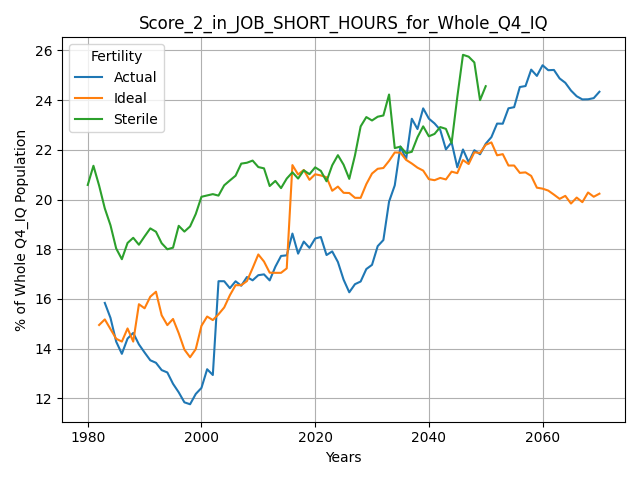 Score_2_in_JOB_SHORT_HOURS_for_Whole_Q4_IQ
Fertility
Actual
Ideal
Sterile
% of Whole Q4_IQ Population
26
24
22
20
18
16
14
12
1980 2000 2020 2040 2060
Years